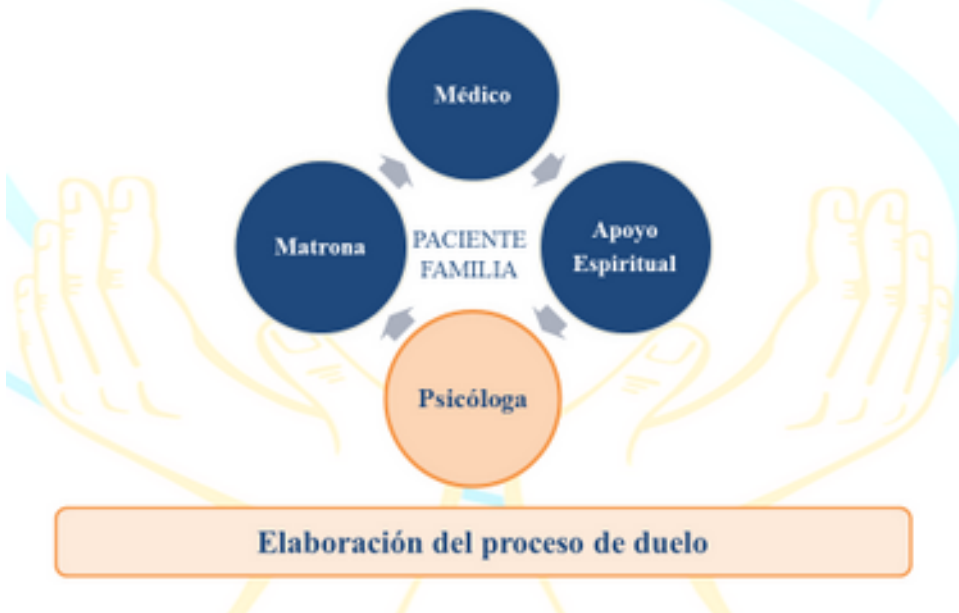 Médico
Matrona
PACIENTE
FAMILIA
Apoyo
Espiritual
Psicóloga
Elaboración del proceso de duelo